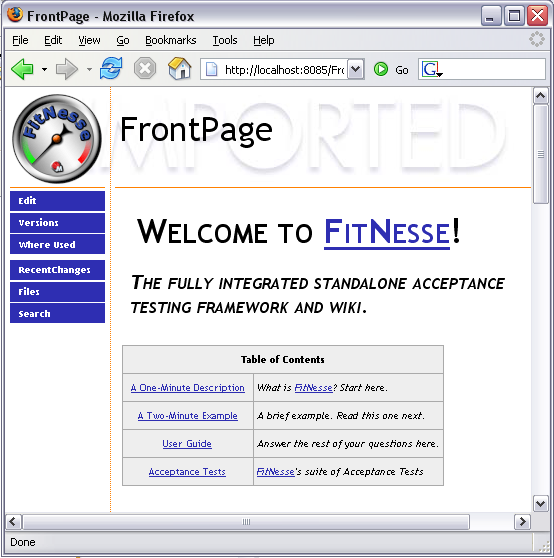 FrontPage - Mozilla Firefox
File Edit View Go Bookmarks Tools Help
http://localhost:8085/Fro Go G
FitNesse
IMPORTED
FrontPage
Edit
Versions
Where Used
RecentChanges
Files
Search
Welcome to FitNesse!
The fully integrated standalone acceptance
testing framework and wiki.
Table of Contents
A One-Minute Description What is FitNesse? Start here.
A Two-Minute Example A brief example. Read this one next.
User Guide Answer the rest of your questions here.
Acceptance Tests FitNesse's suite of Acceptance Tests
Done